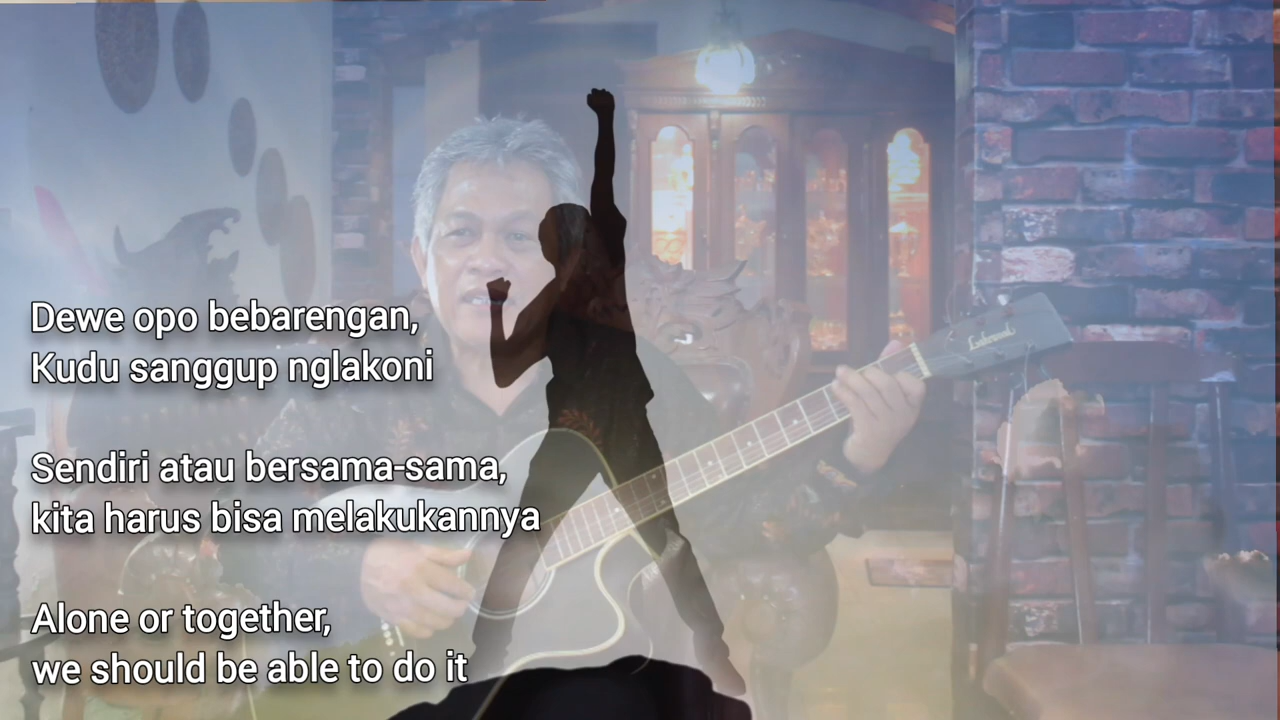 Dewe opo bebarengan,
Kudu sanggup nglakoni
Sendiri atau bersama-sama,
kita harus bisa melakukannya
Alone or together,
we should be able to do it